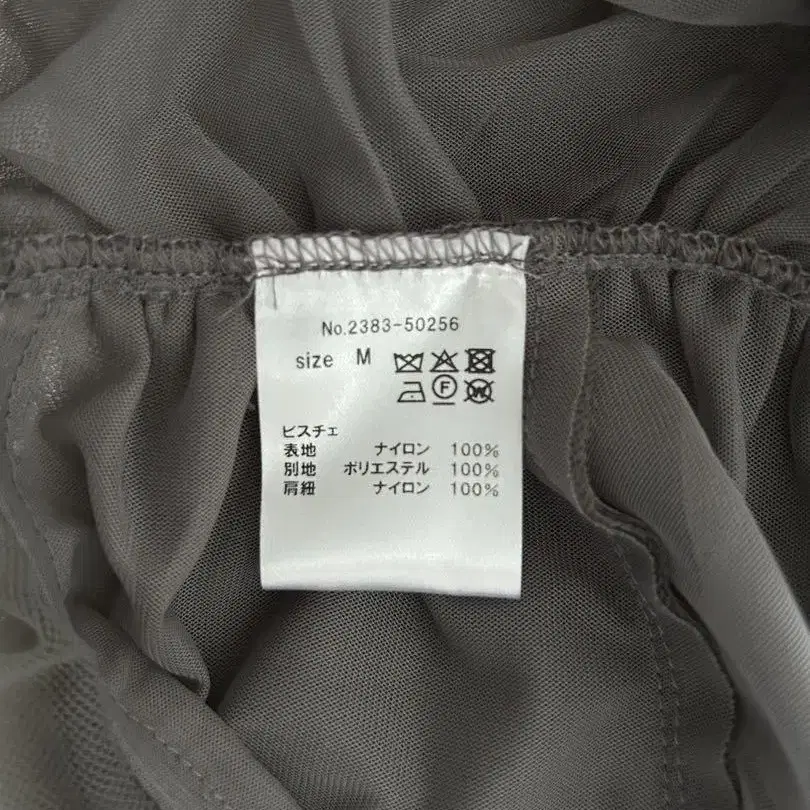 No.2383-50256
size M
F W
ビスチェ
表地 ナイロン 100%
別地 ポリエステル 100%
肩紐 ナイロン 100%